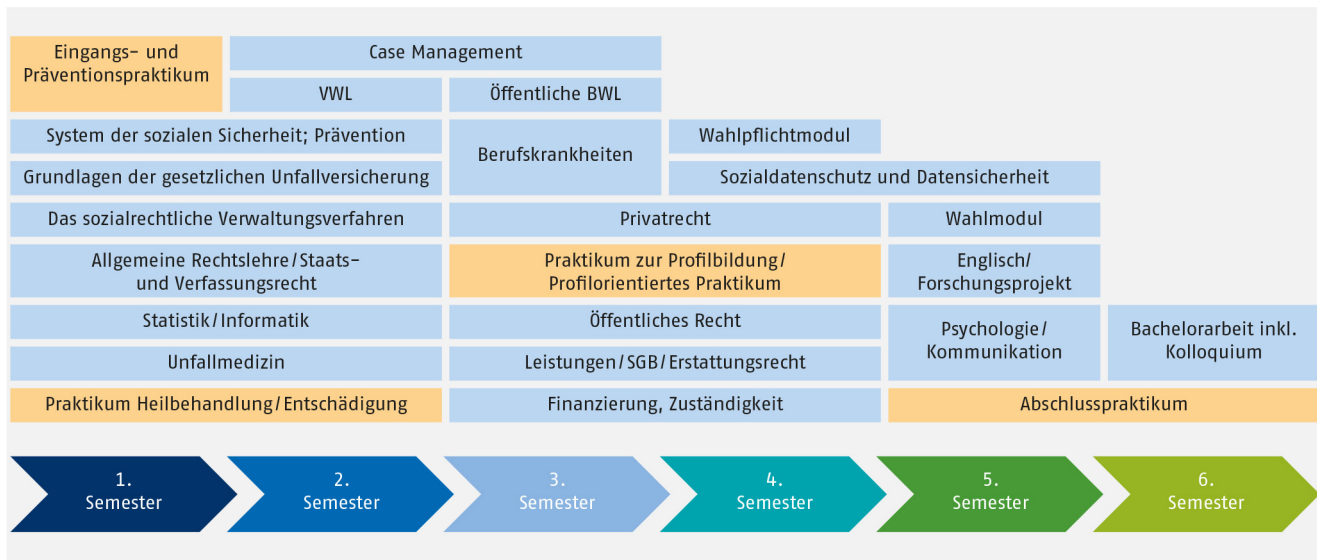 Eingangs- und
Präventionspraktikum
Case Management
VWL
Öffentliche BWL
System der sozialen Sicherheit; Prävention
Berufskrankheiten
Wahlpflichtmodul
Grundlagen der gesetzlichen Unfallversicherung
Sozialdatenschutz und Datensicherheit
Das sozialrechtliche Verwaltungsverfahren
Privatrecht
Wahlmodul
Allgemeine Rechtslehre/Staats-
und Verfassungsrecht
Praktikum zur Profilbildung/
Profilorientiertes Praktikum
Englisch/
Forschungsprojekt
Statistik/Informatik
Öffentliches Recht
Psychologie/
Kommunikation
Bachelorarbeit inkl.
Kolloquium
Unfallmedizin
Leistungen/SGB/Erstattungsrecht
Praktikum Heilbehandlung/Entschädigung
Finanzierung, Zuständigkeit
Abschlusspraktikum
1.
Semester
2.
Semester
3.
Semester
4.
Semester
5.
Semester
6.
Semester